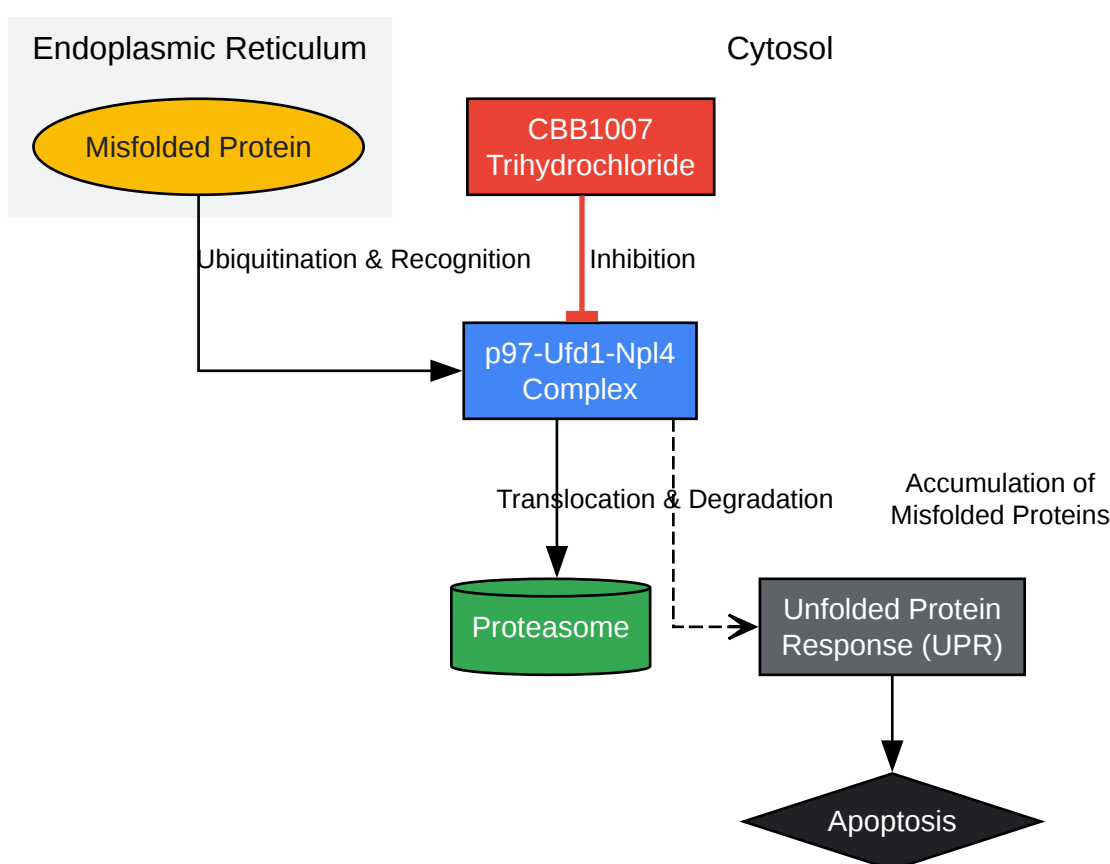 Endoplasmic Reticulum
Cytosol
Misfolded Protein
CBB1007
Trihydrochloride
Ubiquitination & Recognition
Inhibition
p97-Ufd1-Npl4
Complex
Translocation & Degradation
Accumulation of
Misfolded Proteins
Proteasome
Unfolded Protein
Response (UPR)
Apoptosis